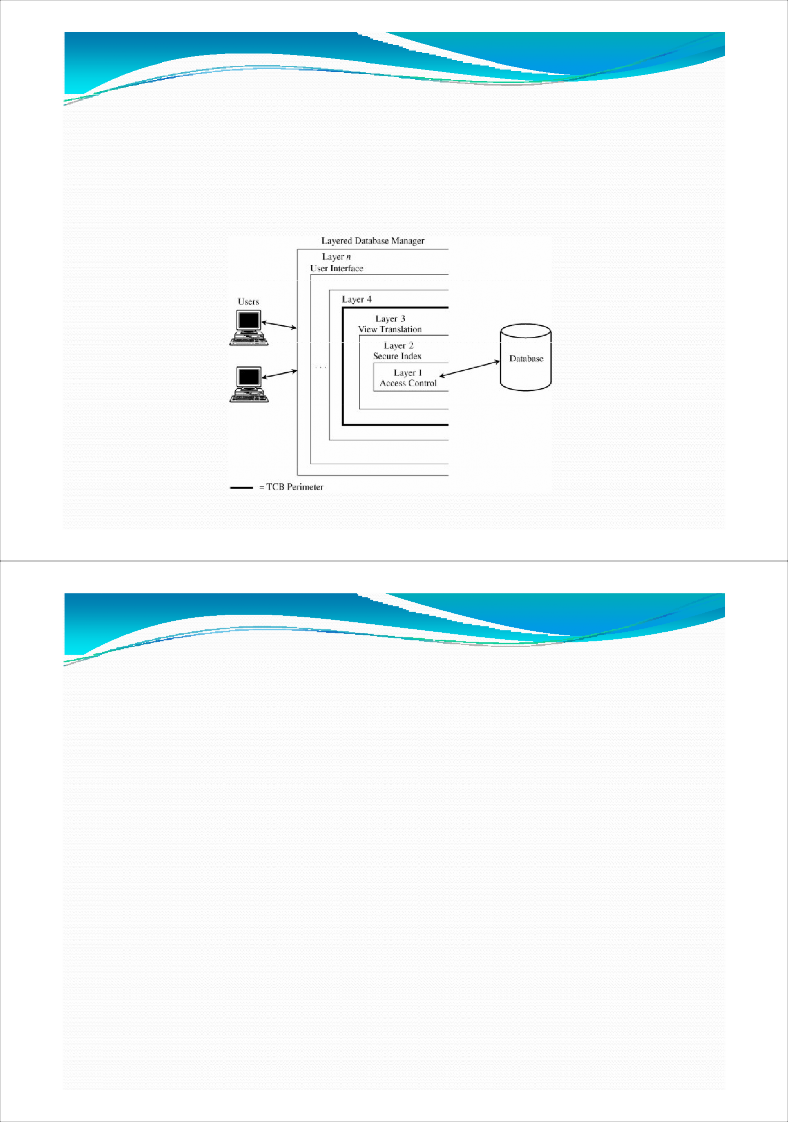 Layered Database Manager
Layer n
User Interface
Users
Layer 4
Layer 3
View Translation
Layer 2
Secure Index
Database
. . . .
Layer 1
Access Control
= TCB Perimeter